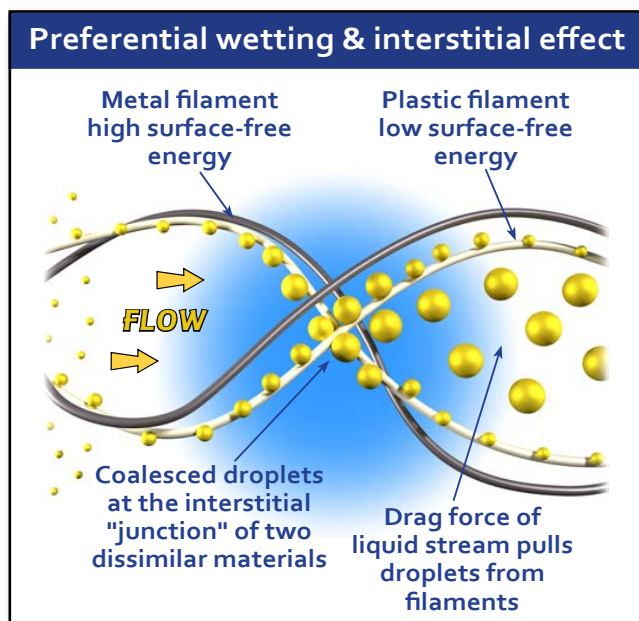 Preferential wetting & interstitial effect
Metal filament
high surface-free
energy
Plastic filament
low surface-free
energy
FLOW
Coalesced droplets
at the interstitial
"junction" of two
dissimilar materials
Drag force of
liquid stream pulls
droplets from
filaments